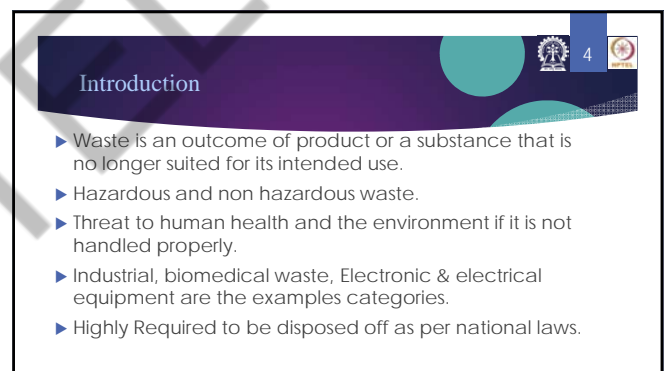 4
NPTEL
Introduction
Waste is an outcome of product or a substance that is
no longer suited for its intended use.
Hazardous and non hazardous waste.
Threat to human health and the environment if it is not
handled properly.
Industrial, biomedical waste, Electronic & electrical
equipment are the examples categories.
Highly Required to be disposed off as per national laws.